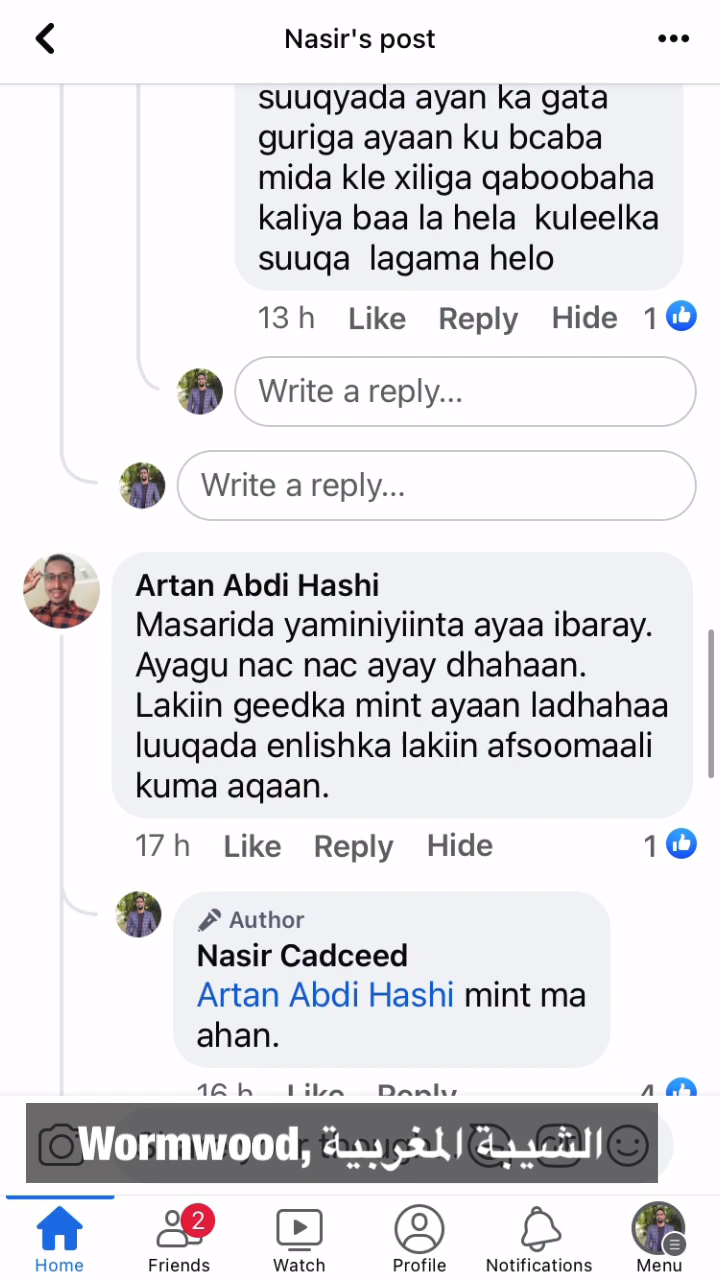 Nasir's post
suuqyada ayan ka gata
guriga ayaan ku bcaba
mida kle xiliga qaboobaha
kaliya baa la hela kuleelka
suuqa lagama helo
13 h Like Reply Hide 1
Write a reply...
Write a reply...
Artan Abdi Hashi
Masarida yaminiyiinta ayaa ibaray.
Ayagu nac nac ayay dhahaan.
Lakiin geedka mint ayaan ladhahaa
luuqada enlishka lakiin afsoomaali
kuma aqaan.
17 h Like Reply Hide 1
Author
Nasir Cadceed
Artan Abdi Hashi mint ma
ahan.
16 h Like Reply 4
Wormwood, الشيبة المغربية
2
Home Friends Watch Profile Notifications Menu